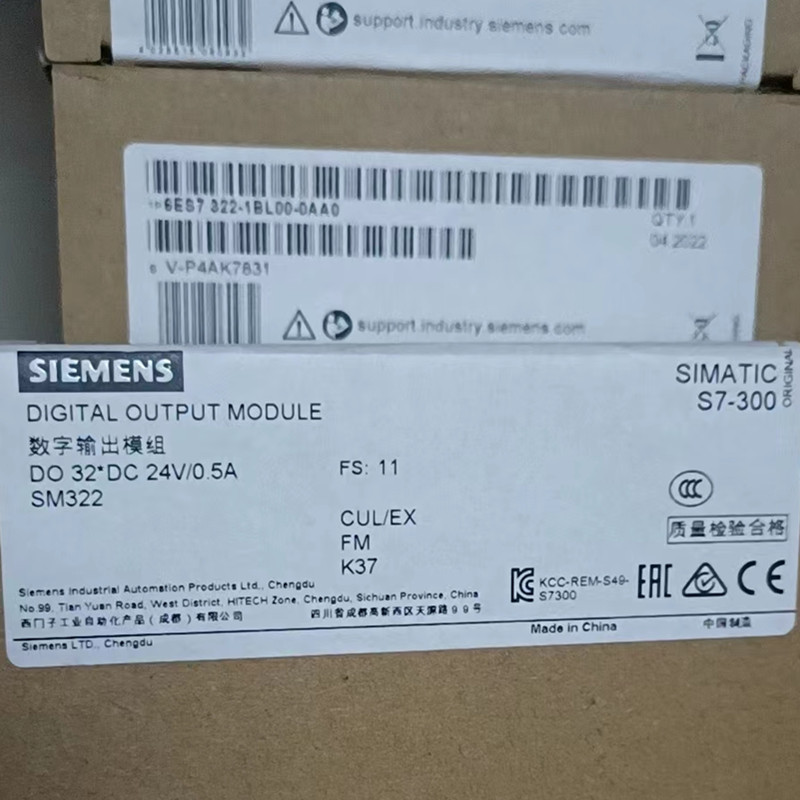 support.industry.siemens.com
1P 6ES7 322-1BL00-0AA0
QTY.1
04.2022
S V-P4AK7831
support.industry.siemens.com
SIEMENS
SIMATIC
S7-300
ORIGINAL
DIGITAL OUTPUT MODULE
数字输出模组
DO 32*DC 24V/0.5A
SM322
FS: 11
CUL/EX
FM
K37
CCC
质量检验合格
KCC-REM-S49-
S7300
EAC
CE
Siemens Industrial Automation Products Ltd., Chengdu
No.99, Tian Yuan Road, West District, HITECH Zone, Chengdu, Sichuan Province, China
西门子工业自动化产品(成都)有限公司 四川省成都高新西区天源路99号
Made in China
中国制造
Siemens LTD., Chengdu